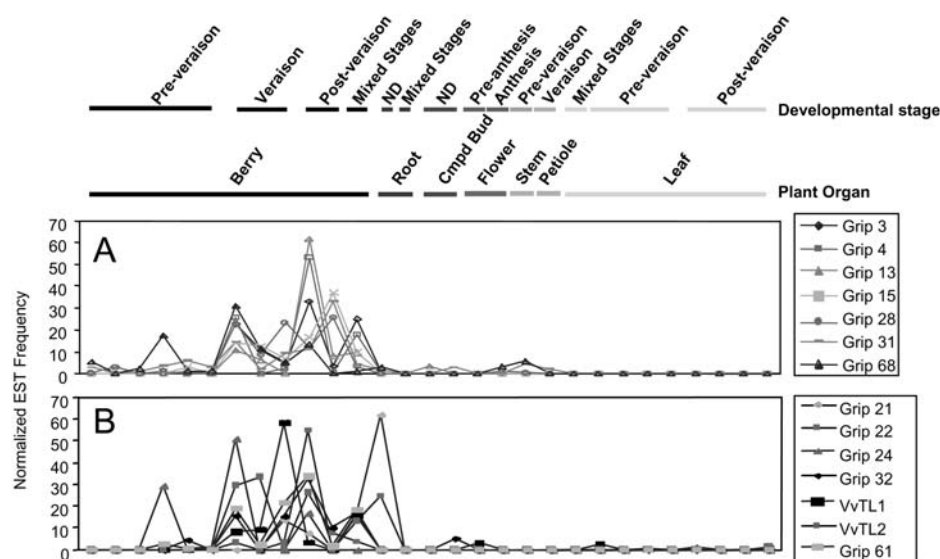 Pre-veraison Veraison Post-veraison Mixed Stages ND Mixed Stages ND Pre-anthesis Anthesis Pre-veraison Veraison Mixed Stages Pre-veraison Post-veraison
Developmental stage
Berry Root Cmpd Bud Flower Stem Petiole Leaf
Plant Organ
Normalized EST Frequency
A
70
60
50
40
30
20
10
0
Grip 3
Grip 4
Grip 13
Grip 15
Grip 28
Grip 31
Grip 68
B
70
60
50
40
30
20
10
0
Grip 21
Grip 22
Grip 24
Grip 32
VvTL1
VvTL2
Grip 61